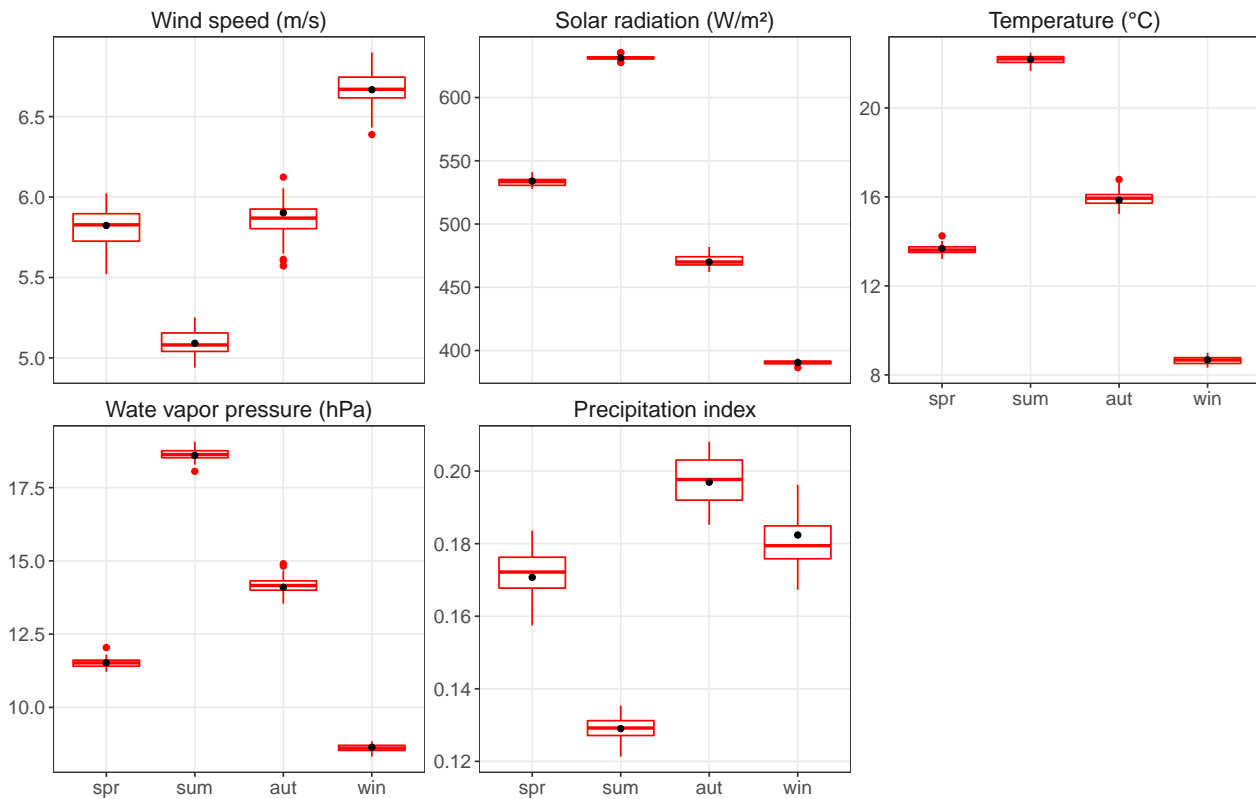 Wind speed (m/s)
Solar radiation (W/m²)
Temperature (°C)
6.5
6.0
5.5
5.0
600
550
500
450
400
20
16
12
8
spr sum aut win
Wate vapor pressure (hPa)
Precipitation index
17.5
15.0
12.5
10.0
0.20
0.18
0.16
0.14
0.12
spr sum aut win
spr sum aut win